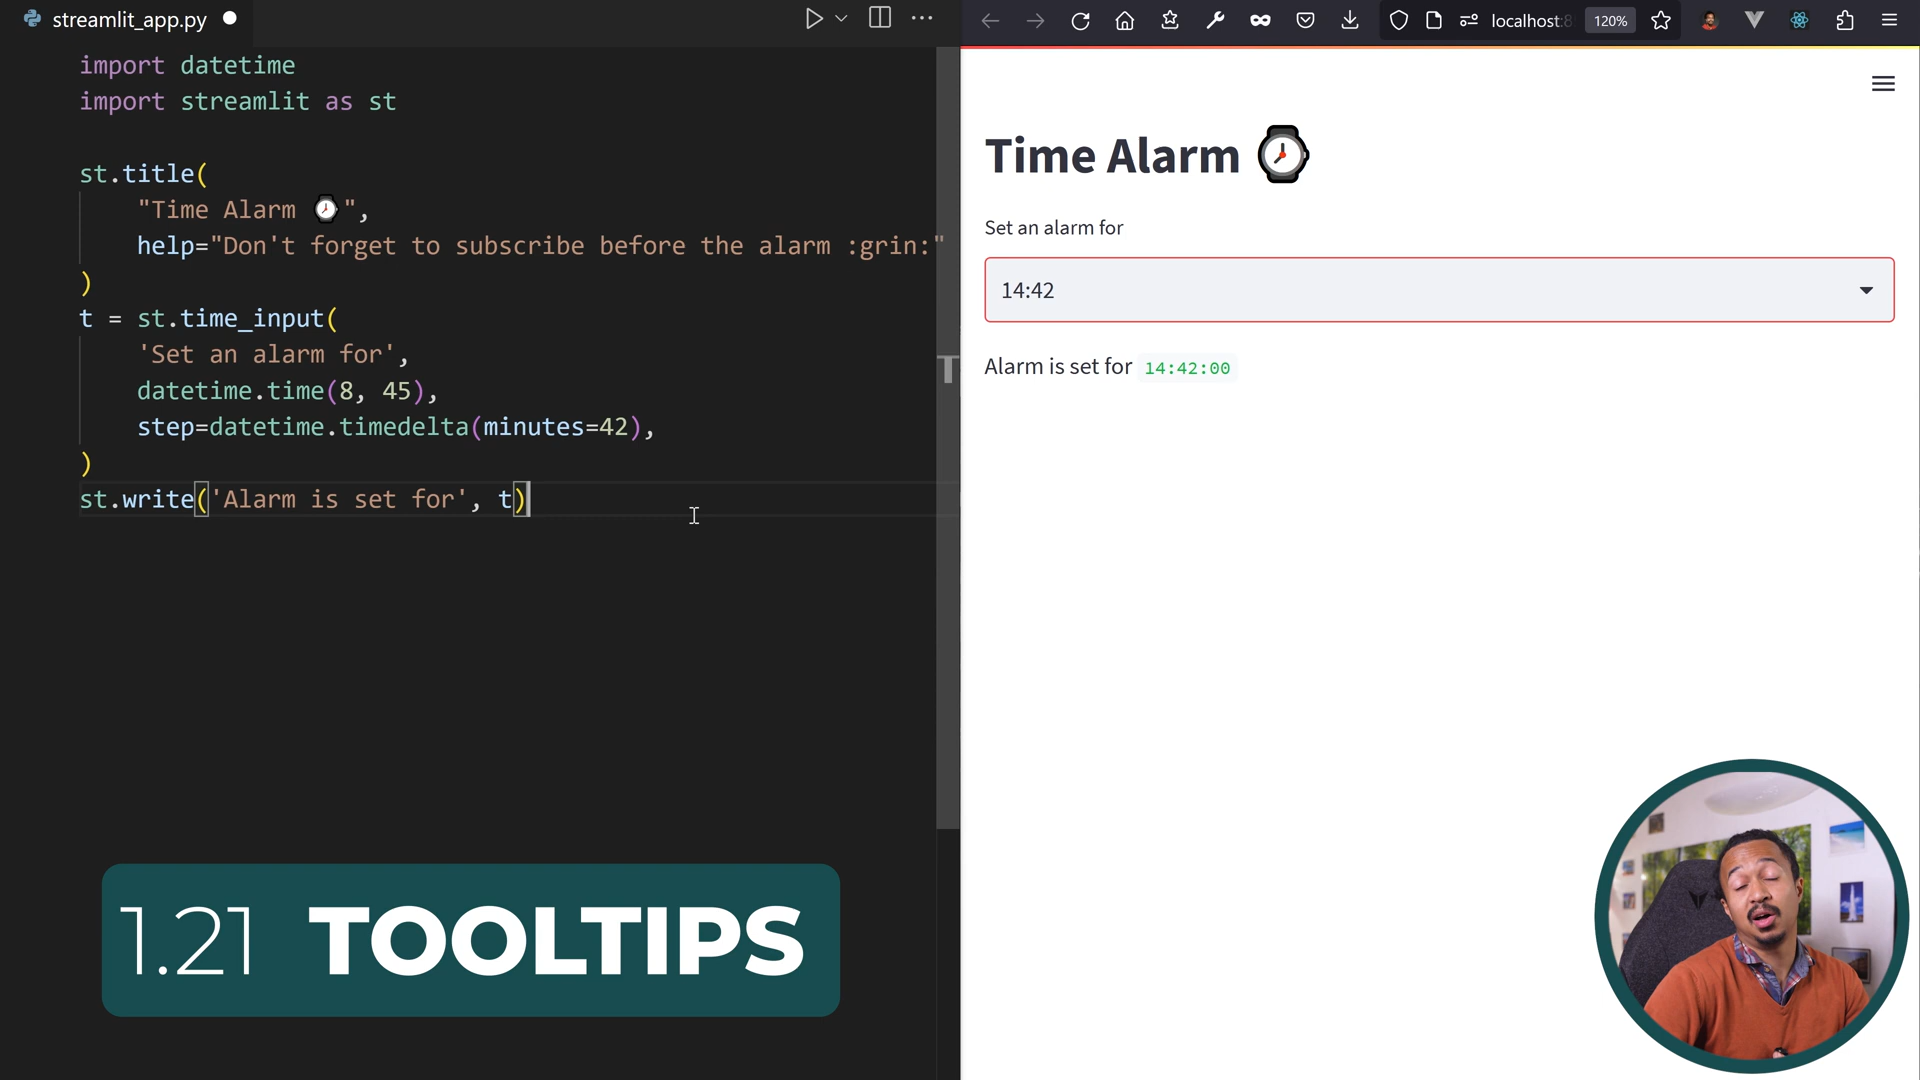 streamlit_app.py
import datetime
import streamlit as st
st.title(
"Time Alarm ⌚",
help="Don't forget to subscribe before the alarm :grin:"
)
t = st.time_input(
'Set an alarm for',
datetime.time(8, 45),
step=datetime.timedelta(minutes=42),
)
st.write('Alarm is set for', t)
1.21 TOOLTIPS
localhost:8
120%
Time Alarm ⌚
Set an alarm for
14:42
Alarm is set for 14:42:00